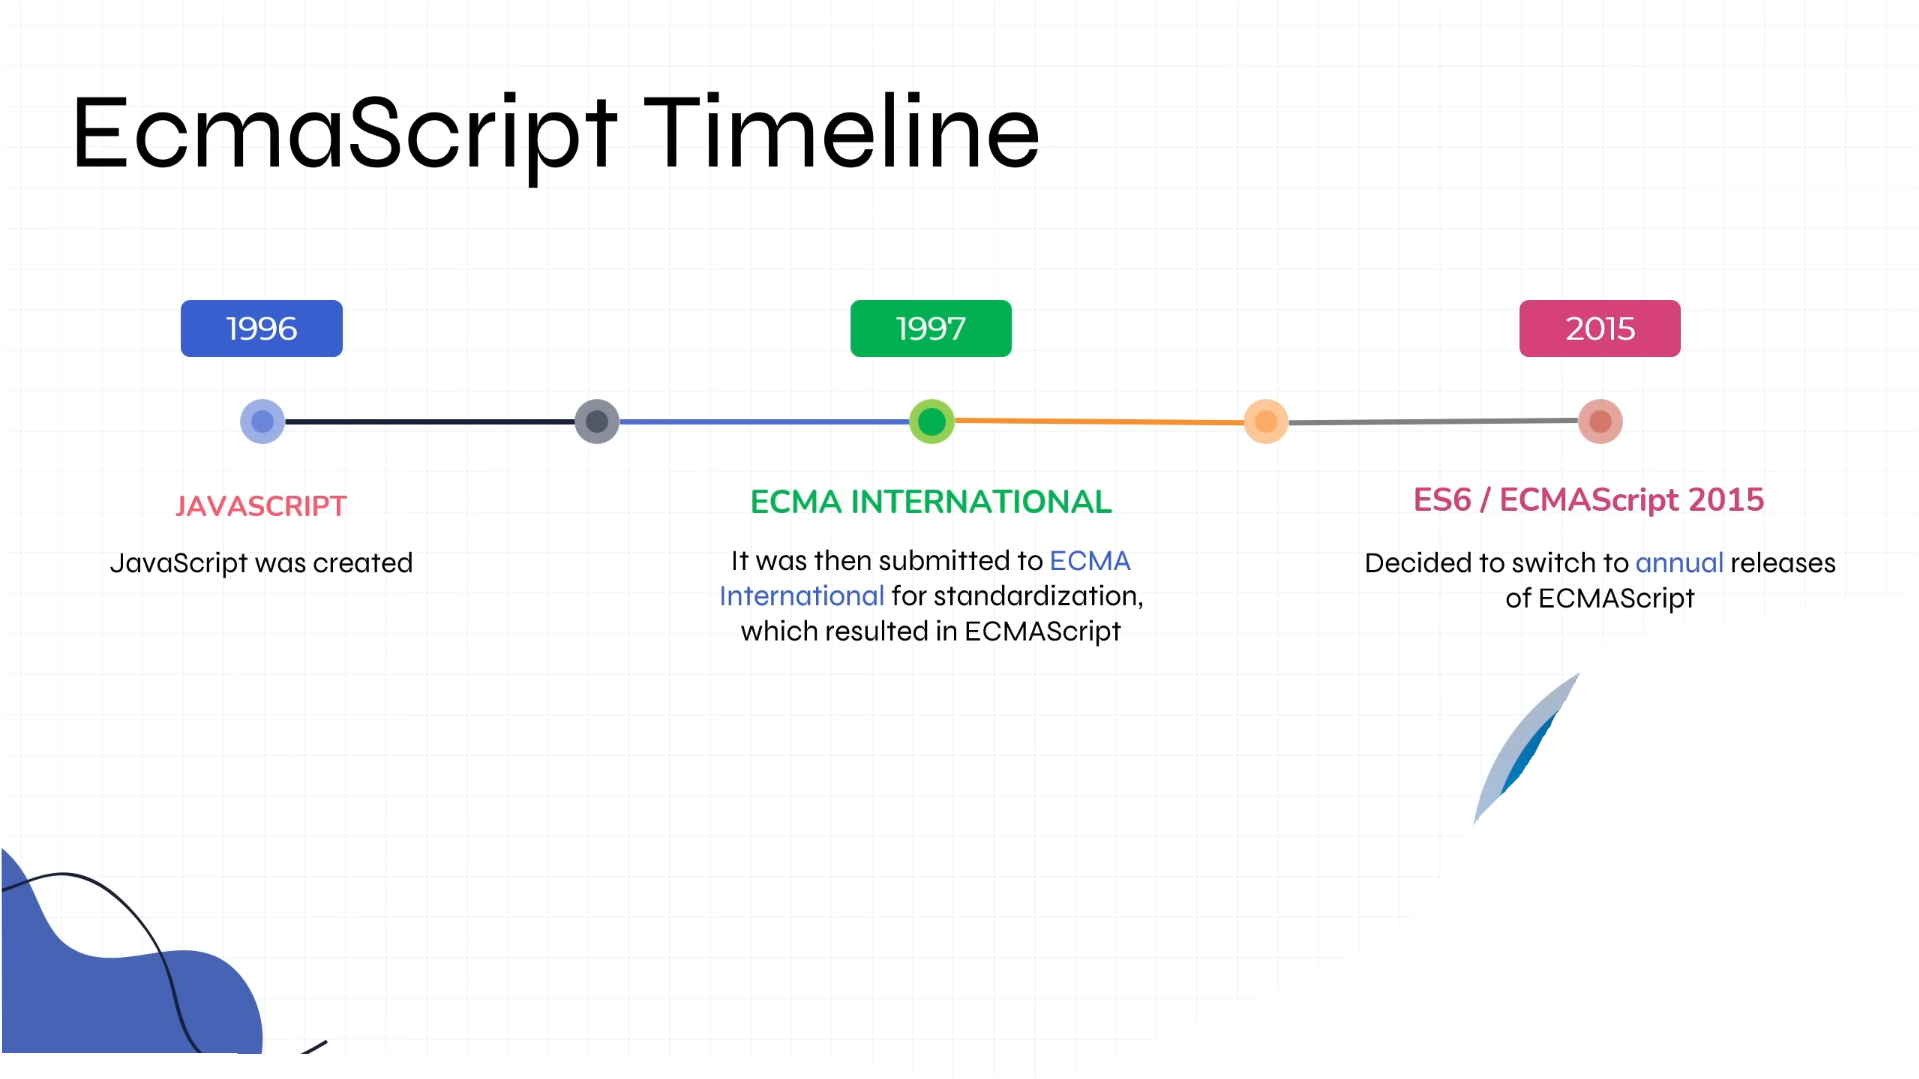 EcmaScript Timeline
1996
1997
2015
JAVASCRIPT
JavaScript was created
ECMA INTERNATIONAL
It was then submitted to ECMA
International for standardization,
which resulted in ECMAScript
ES6 / ECMAScript 2015
Decided to switch to annual releases
of ECMAScript